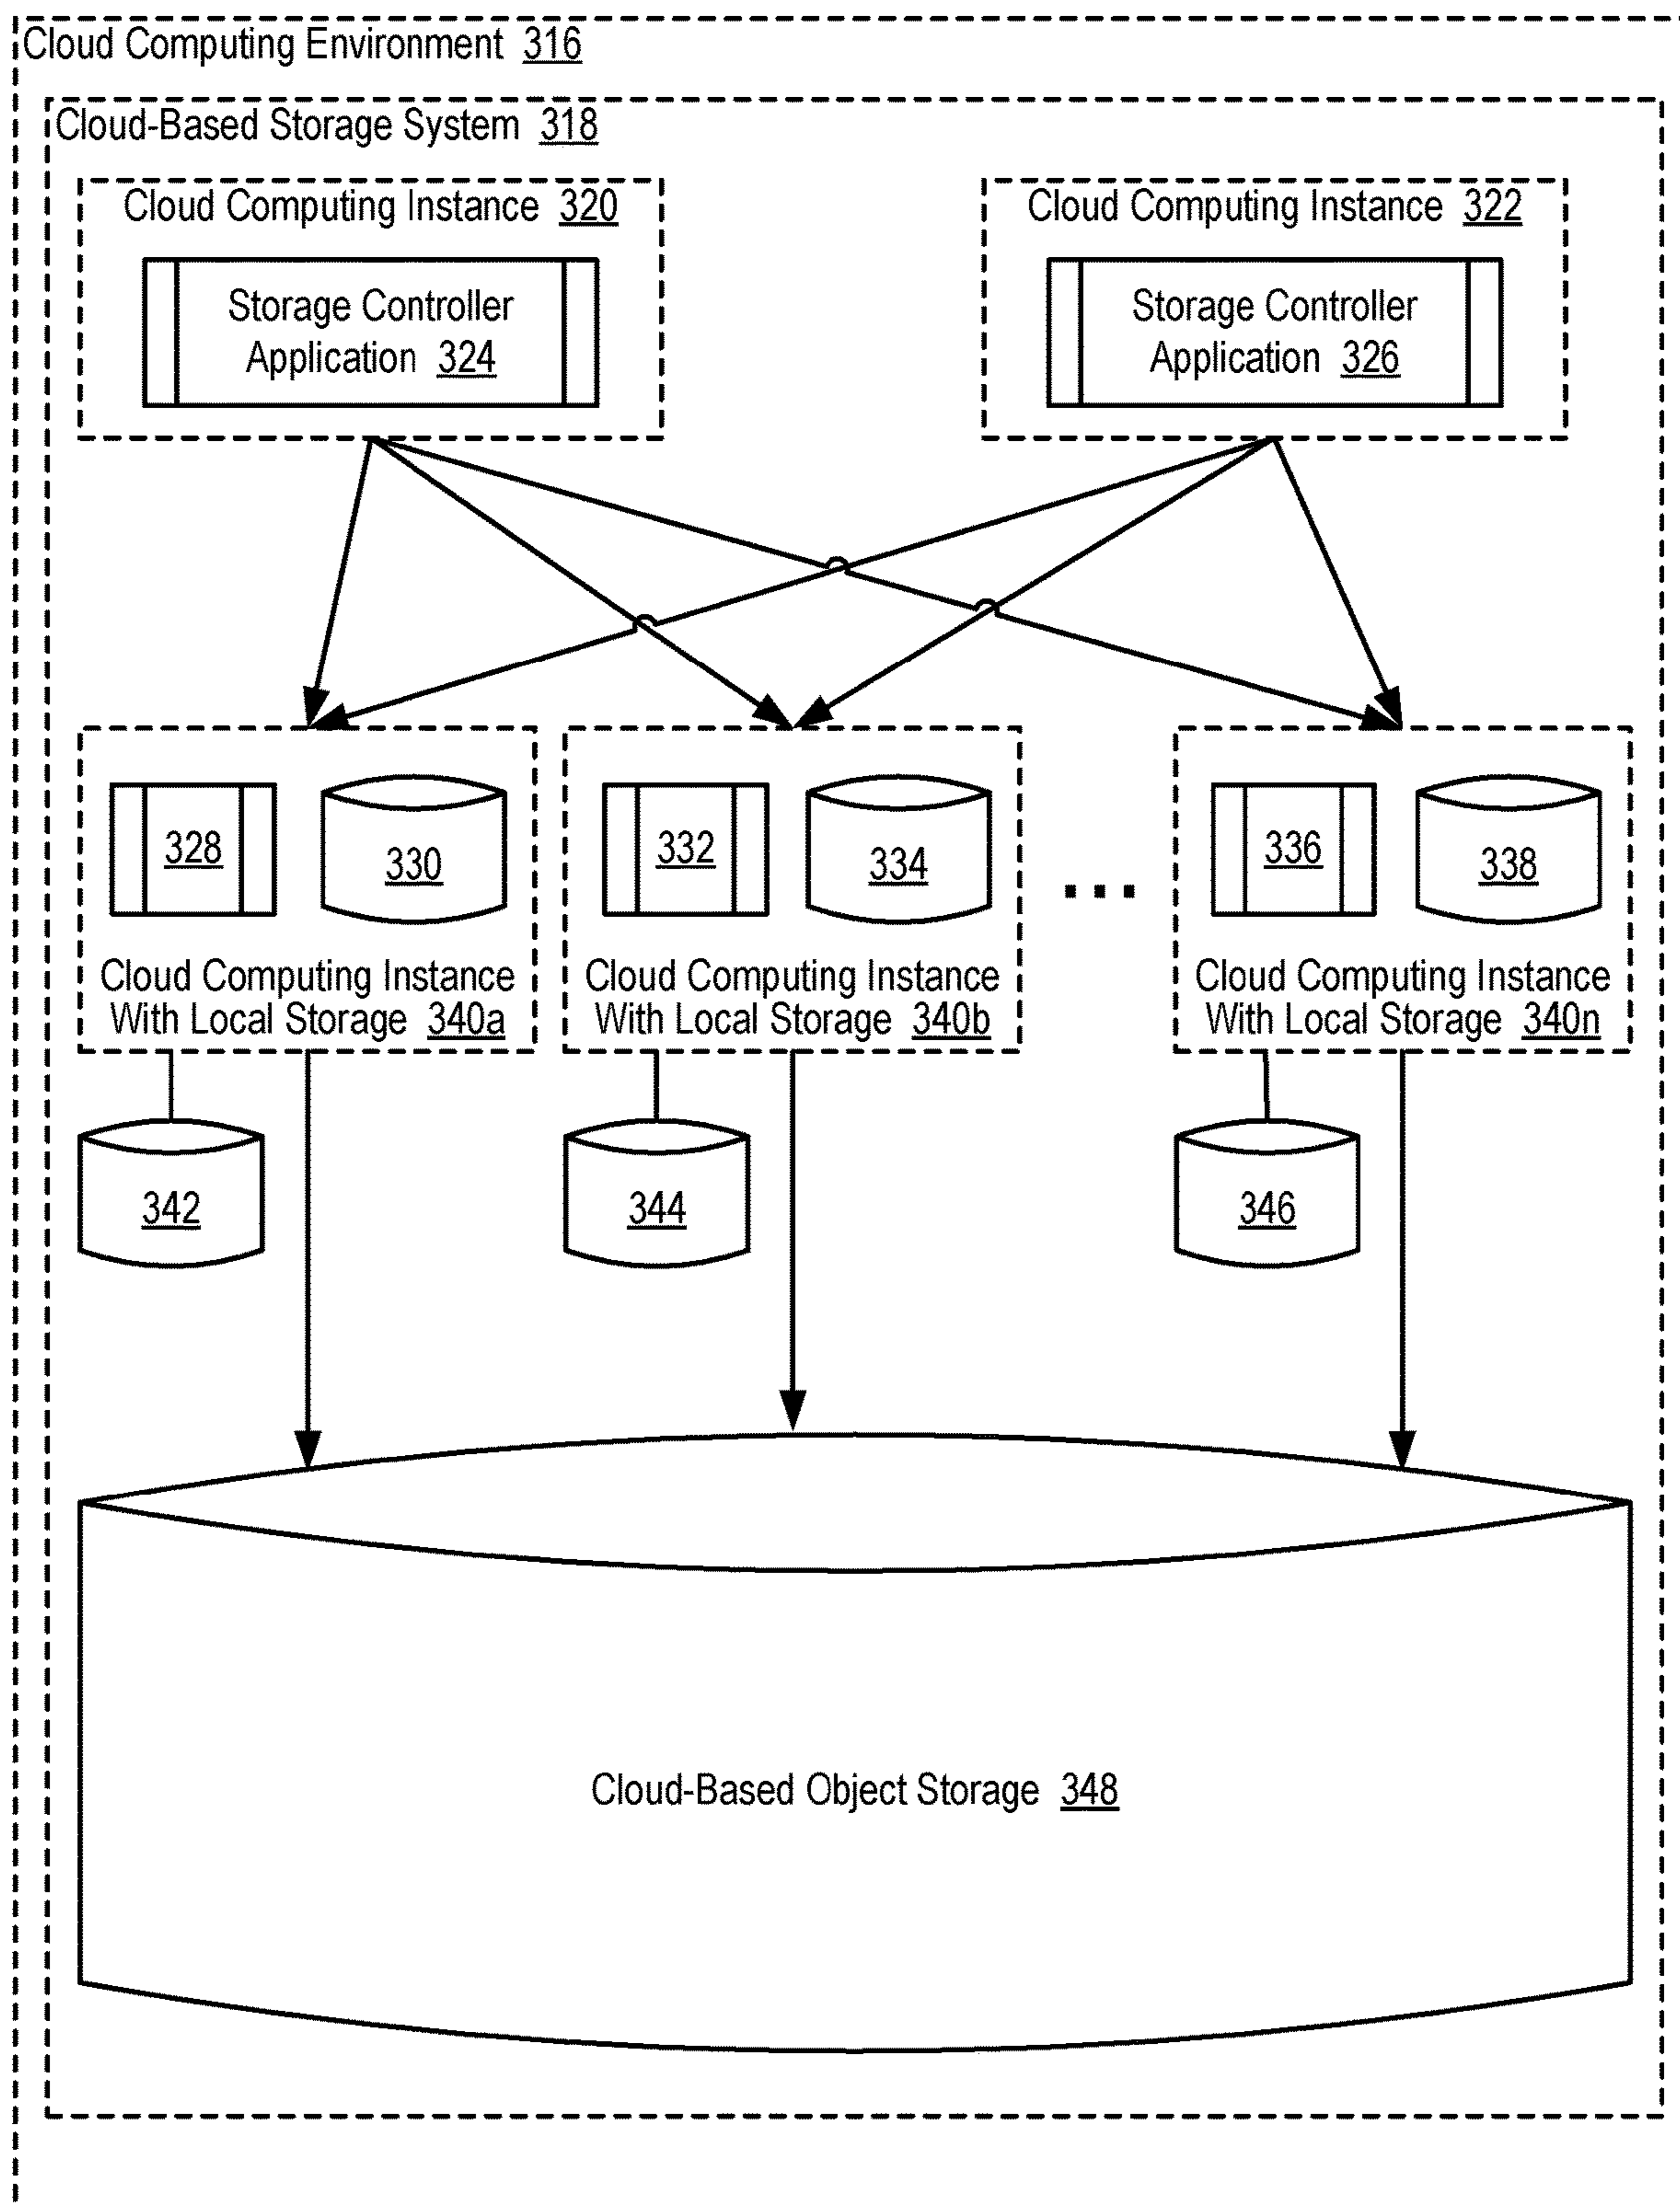 Cloud Computing Environment 316
Cloud-Based Storage System 318
Cloud Computing Instance 320
Storage Controller
Application 324
Cloud Computing Instance 322
Storage Controller
Application 326
328
330
Cloud Computing Instance
With Local Storage 340a
332
334
Cloud Computing Instance
With Local Storage 340b
...
336
338
Cloud Computing Instance
With Local Storage 340n
342
344
346
Cloud-Based Object Storage 348